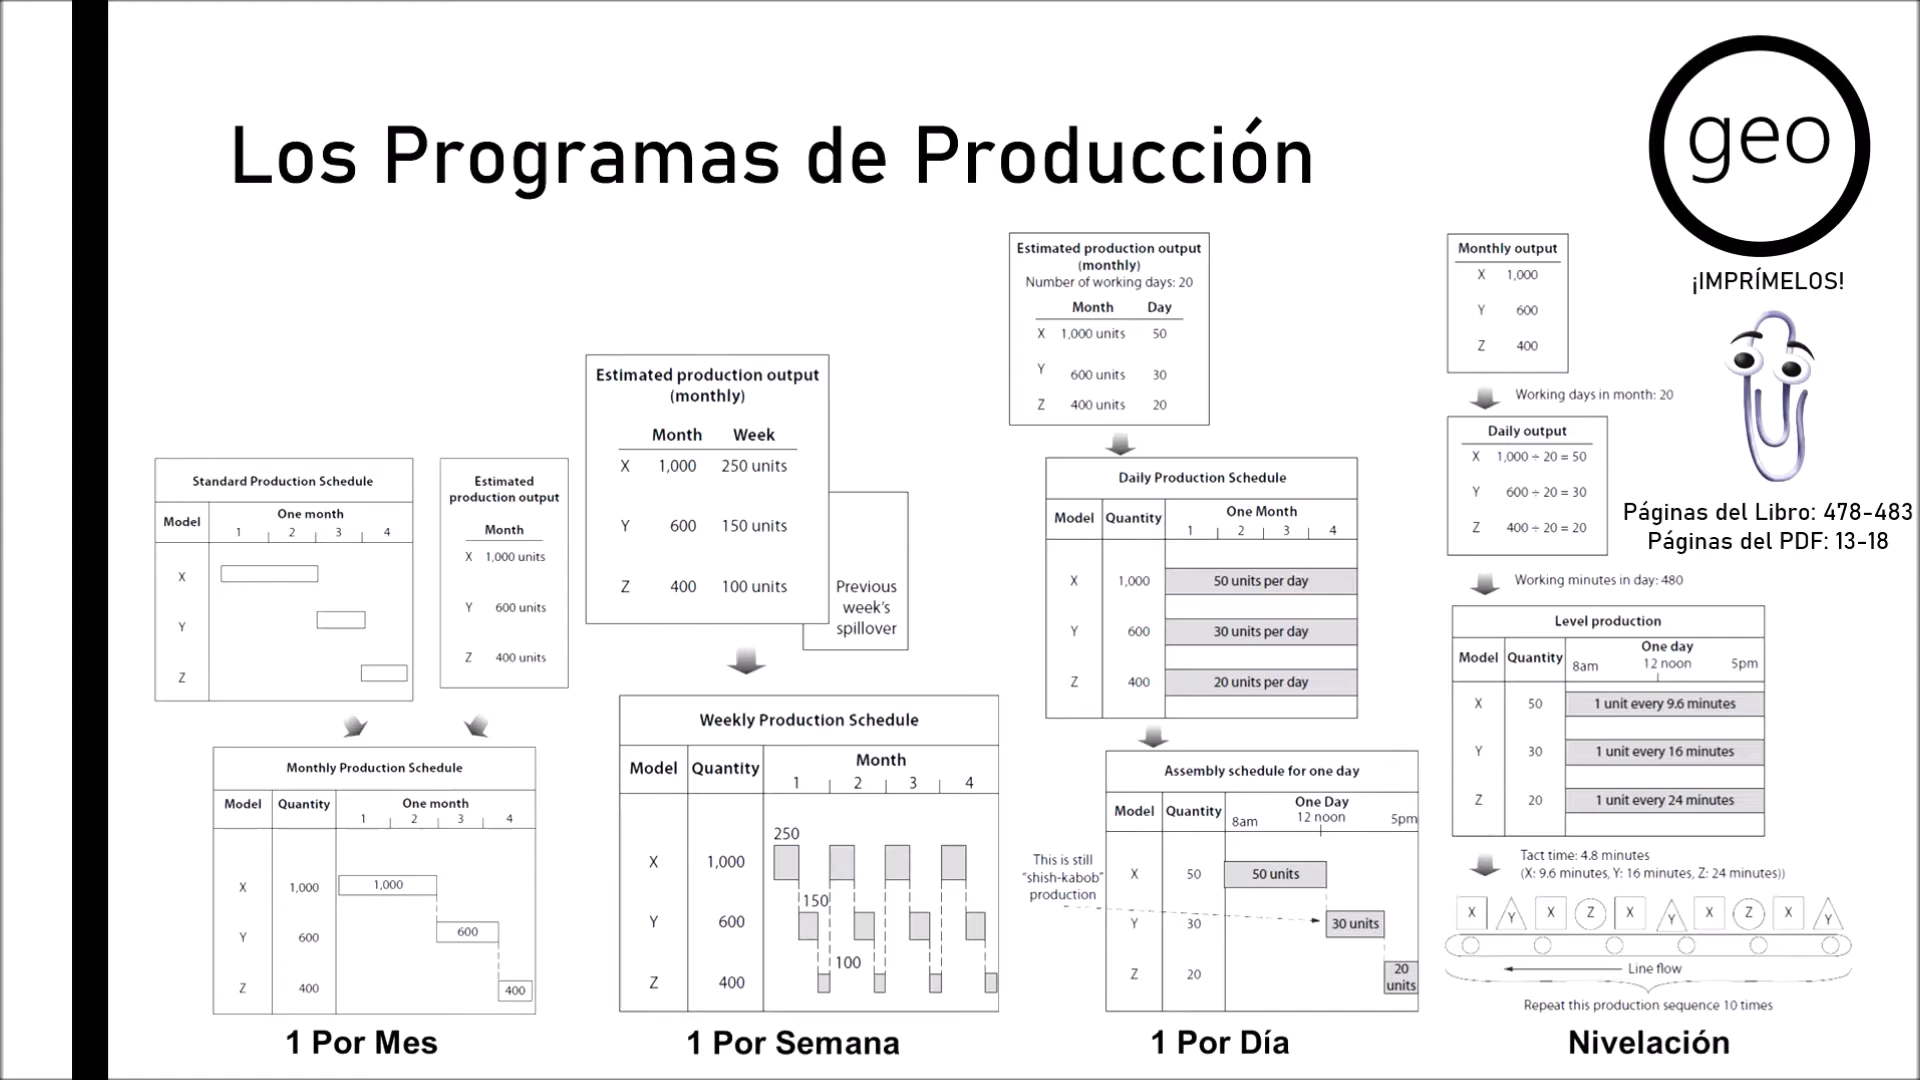 Los Programas de Producción
geo
¡IMPRÍMELOS!
Páginas del Libro: 478-483
Páginas del PDF: 13-18
Standard Production Schedule
Model
One month
1 2 3 4
X
Y
Z
Estimated
production output
Month
X 1,000 units
Y 600 units
Z 400 units
Monthly Production Schedule
Model Quantity One month
1 2 3 4
X 1,000 1,000
Y 600 600
Z 400 400
1 Por Mes
Estimated production output
(monthly)
Month Week
X 1,000 250 units
Y 600 150 units
Z 400 100 units
Previous
week's
spillover
Weekly Production Schedule
Model Quantity Month
1 2 3 4
250
X 1,000
150
Y 600
100
Z 400
1 Por Semana
Estimated production output
(monthly)
Number of working days: 20
Month Day
X 1,000 units 50
Y 600 units 30
Z 400 units 20
Daily Production Schedule
Model Quantity One Month
1 2 3 4
X 1,000 50 units per day
Y 600 30 units per day
Z 400 20 units per day
Assembly schedule for one day
Model Quantity One Day
8am 12 noon 5pm
This is still
"shish-kabob"
production
X 50 50 units
Y 30 30 units
Z 20 20
units
1 Por Día
Monthly output
X 1,000
Y 600
Z 400
Working days in month: 20
Daily output
X 1,000 ÷ 20 = 50
Y 600 ÷ 20 = 30
Z 400 ÷ 20 = 20
Working minutes in day: 480
Level production
Model Quantity One day
8am 12 noon 5pm
X 50 1 unit every 9.6 minutes
Y 30 1 unit every 16 minutes
Z 20 1 unit every 24 minutes
Tact time: 4.8 minutes
(X: 9.6 minutes, Y: 16 minutes, Z: 24 minutes))
X Y X Z X Y X Z X Y
Line flow
Repeat this production sequence 10 times
Nivelación